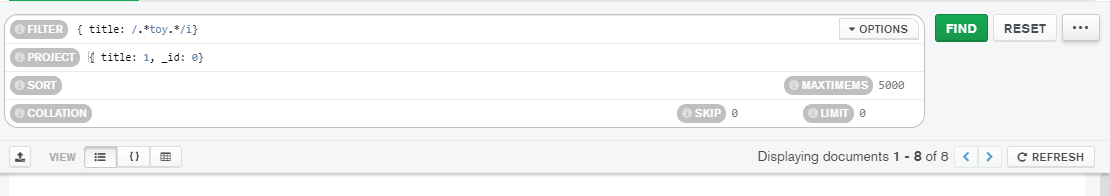 FILTER { title: /.*toy.*/i} OPTIONS FIND RESET ...
PROJECT { title: 1, _id: 0}
SORT MAXTIMEMS 5000
COLLATION SKIP 0 LIMIT 0
VIEW {} Displaying documents 1 - 8 of 8 < > REFRESH